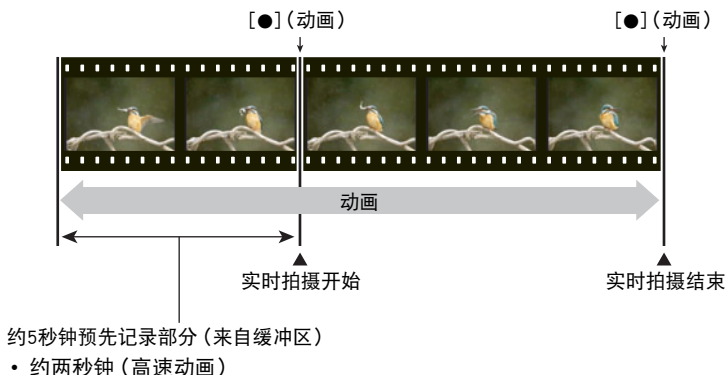 [●](动画)
[●](动画)
动画
实时拍摄开始
实时拍摄结束
约5秒钟预先记录部分(来自缓冲区)
• 约两秒钟(高速动画)